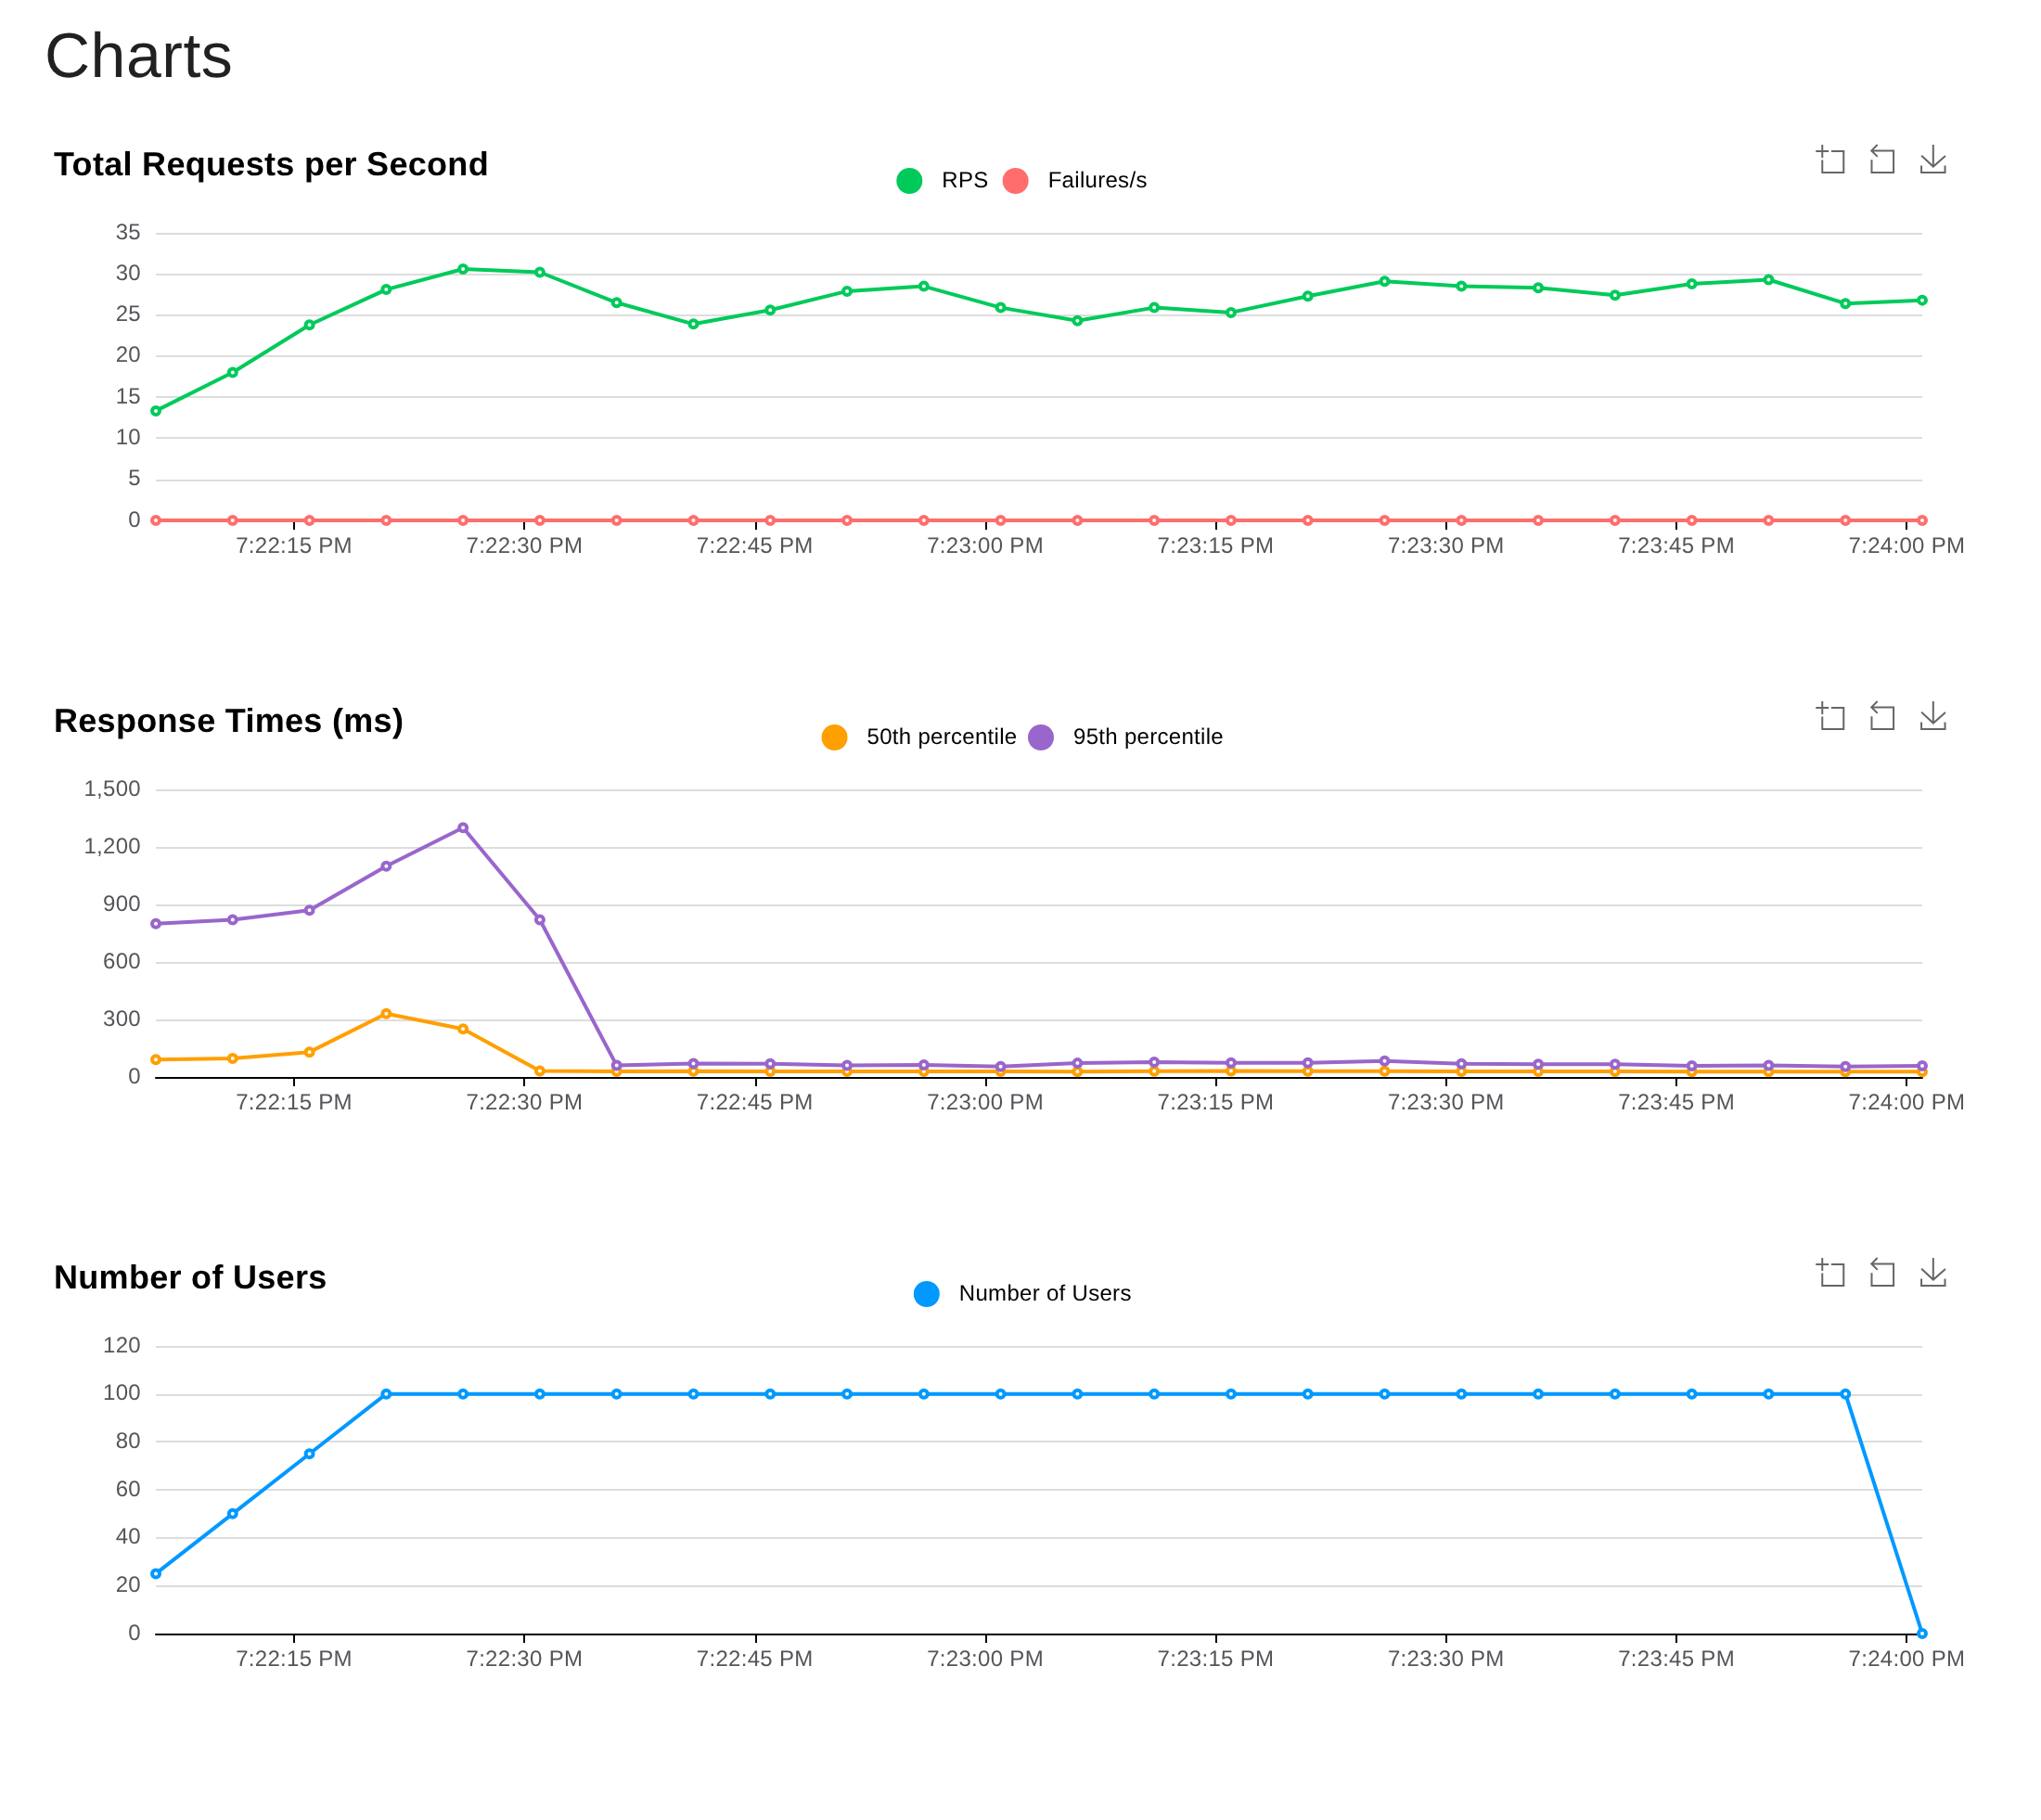 Charts
Total Requests per Second
RPS Failures/s
35
30
25
20
15
10
5
0
7:22:15 PM 7:22:30 PM 7:22:45 PM 7:23:00 PM 7:23:15 PM 7:23:30 PM 7:23:45 PM 7:24:00 PM
Response Times (ms)
50th percentile 95th percentile
1,500
1,200
900
600
300
0
7:22:15 PM 7:22:30 PM 7:22:45 PM 7:23:00 PM 7:23:15 PM 7:23:30 PM 7:23:45 PM 7:24:00 PM
Number of Users
Number of Users
120
100
80
60
40
20
0
7:22:15 PM 7:22:30 PM 7:22:45 PM 7:23:00 PM 7:23:15 PM 7:23:30 PM 7:23:45 PM 7:24:00 PM